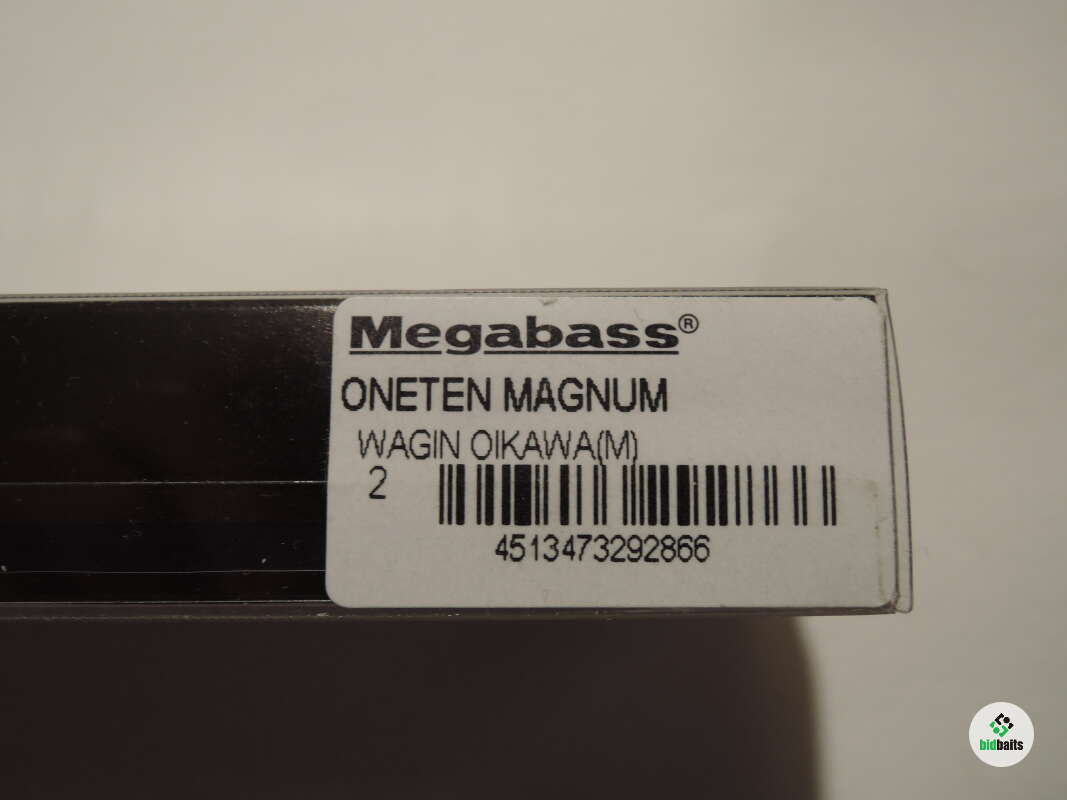 Megabass®
ONETEN MAGNUM
WAGIN OIKAWA(M)
2
4513473292866
bidbaits